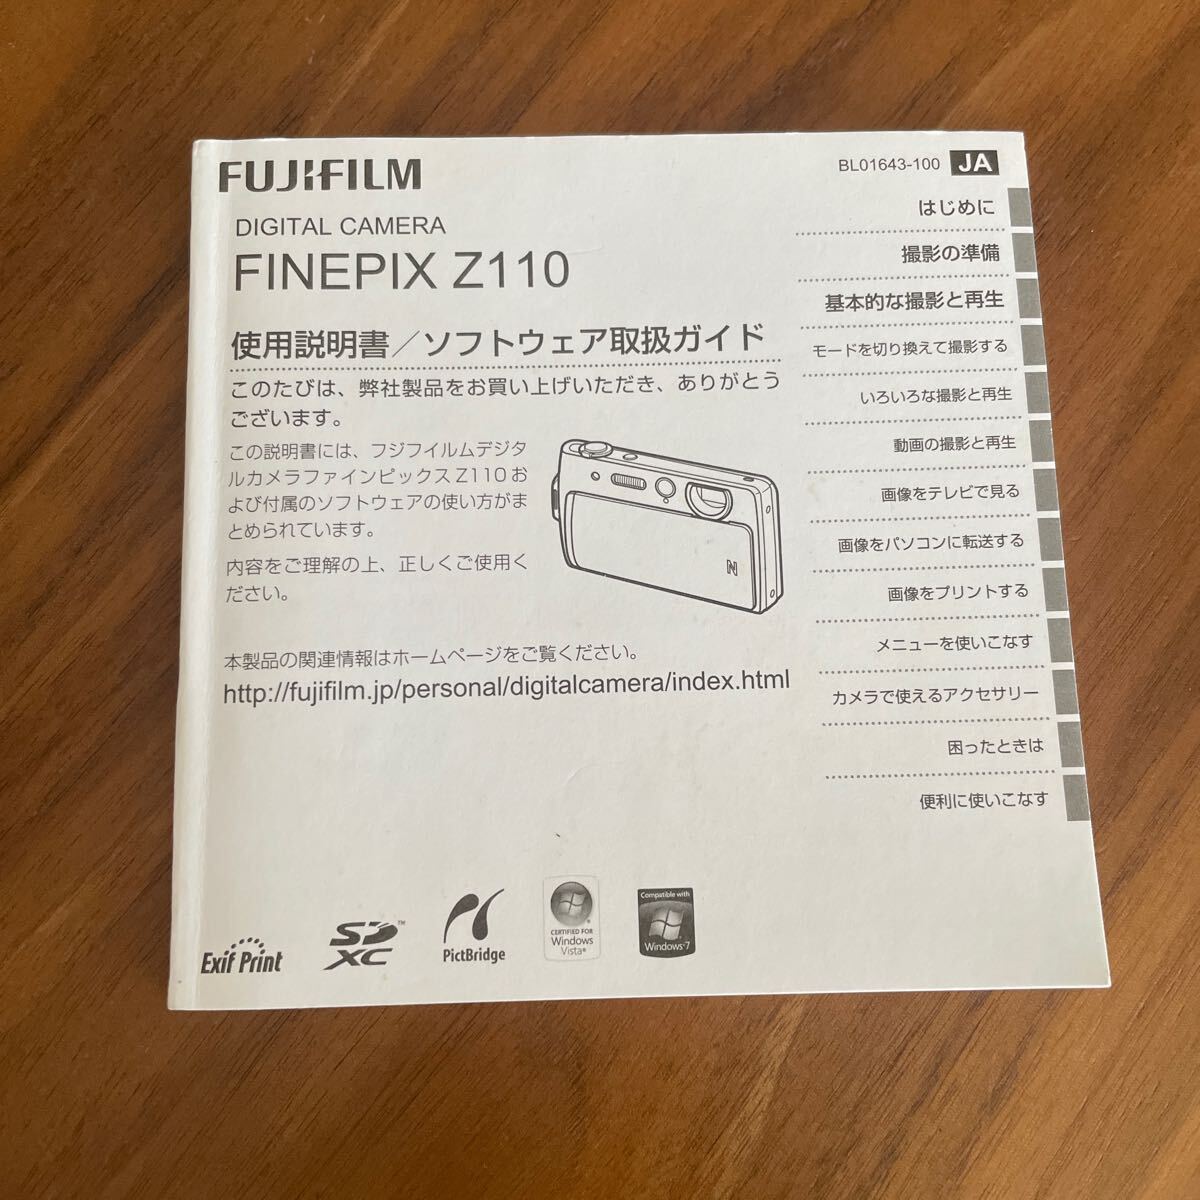 FUJIFILM
BL01643-100 JA
DIGITAL CAMERA
FINEPIX Z110
使用説明書／ソフトウェア取扱ガイド
このたびは、弊社製品をお買い上げいただき、ありがとう
ございます。
この説明書には、フジフイルムデジタ
ルカメラファインピックス Z110 お
よび付属のソフトウェアの使い方がま
とめられています。
内容をご理解の上、正しくご使用く
ださい。
N
本製品の関連情報はホームページをご覧ください。
http://fujifilm.jp/personal/digitalcamera/index.html
はじめに
撮影の準備
基本的な撮影と再生
モードを切り換えて撮影する
いろいろな撮影と再生
動画の撮影と再生
画像をテレビで見る
画像をパソコンに転送する
画像をプリントする
メニューを使いこなす
カメラで使えるアクセサリー
困ったときは
便利に使いこなす
Exif Print
SD
XC
™
PictBridge
CERTIFIED FOR
Windows
Vista®
Compatible with
Windows®7